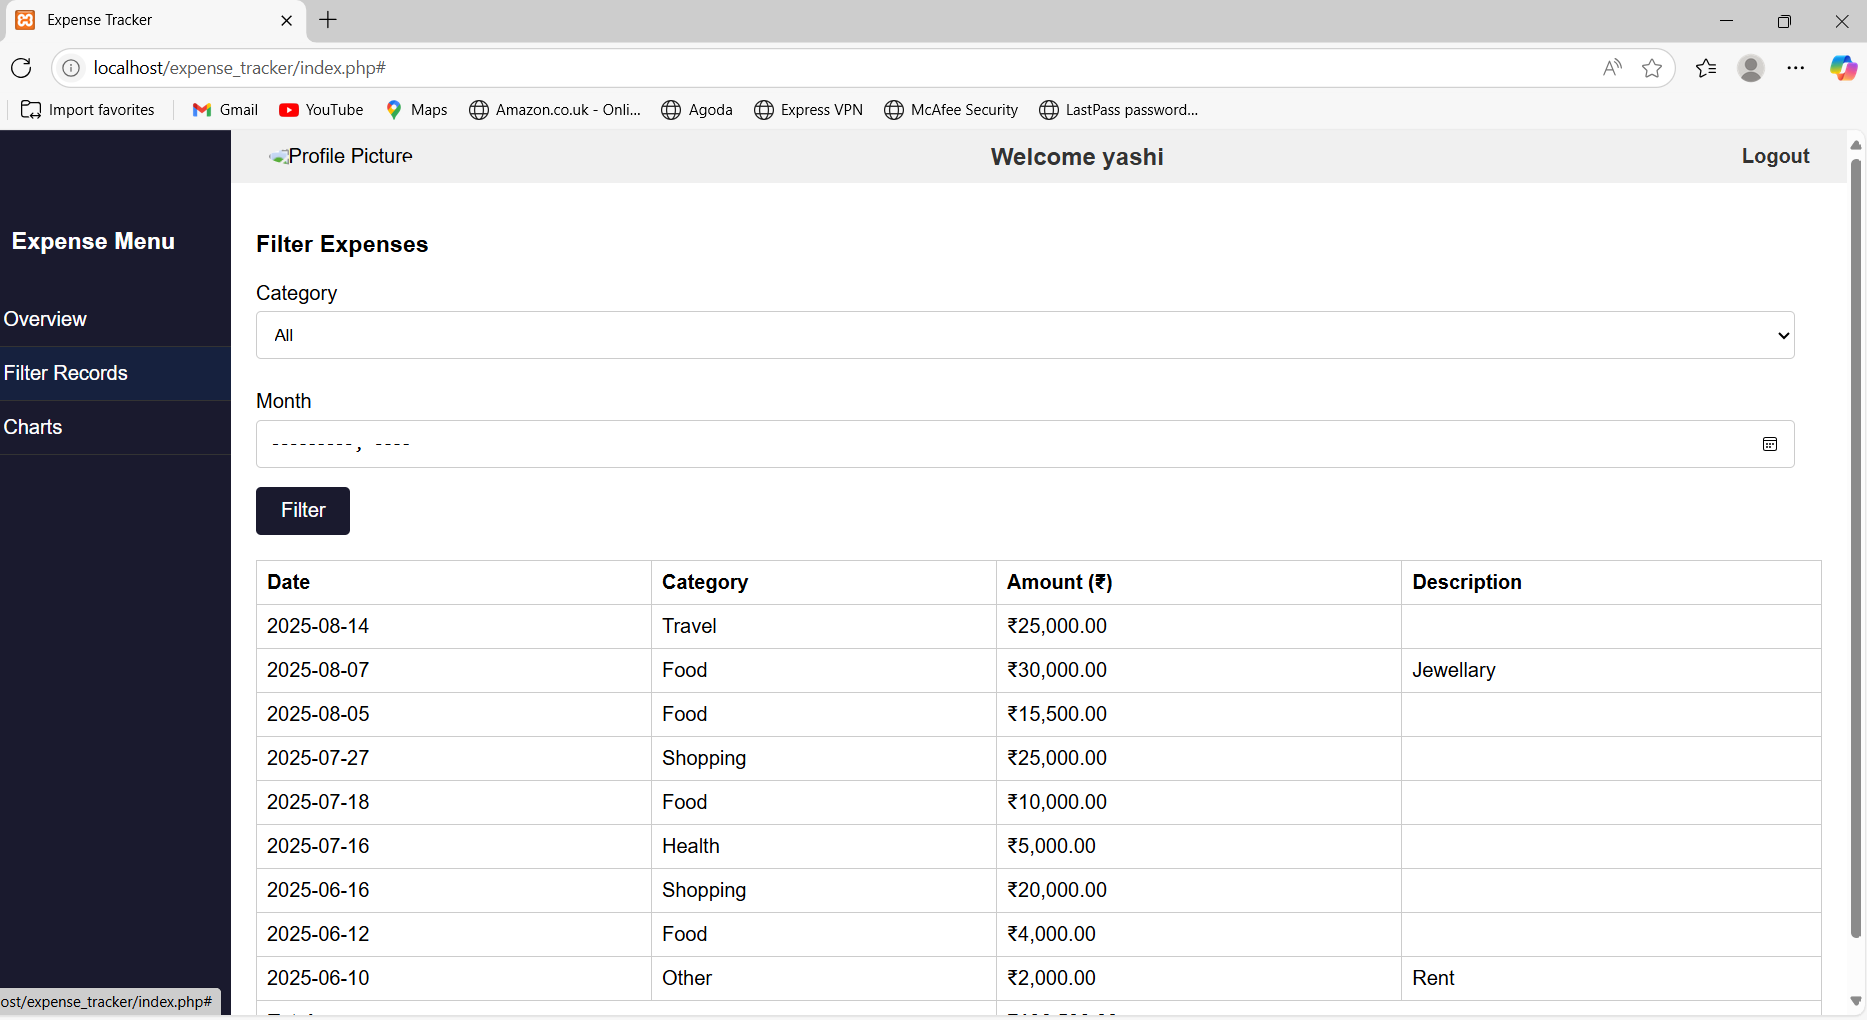 Expense Tracker
localhost/expense_tracker/index.php#
Import favorites Gmail YouTube Maps Amazon.co.uk - Onli... Agoda Express VPN McAfee Security LastPass password...
Profile Picture Welcome yashi Logout
Expense Menu
Overview
Filter Records
Charts
Filter Expenses
Category
All
Month
---------, ----
Filter
Date Category Amount (₹) Description
2025-08-14 Travel ₹25,000.00
2025-08-07 Food ₹30,000.00 Jewellary
2025-08-05 Food ₹15,500.00
2025-07-27 Shopping ₹25,000.00
2025-07-18 Food ₹10,000.00
2025-07-16 Health ₹5,000.00
2025-06-16 Shopping ₹20,000.00
2025-06-12 Food ₹4,000.00
2025-06-10 Other ₹2,000.00 Rent
ost/expense_tracker/index.php#